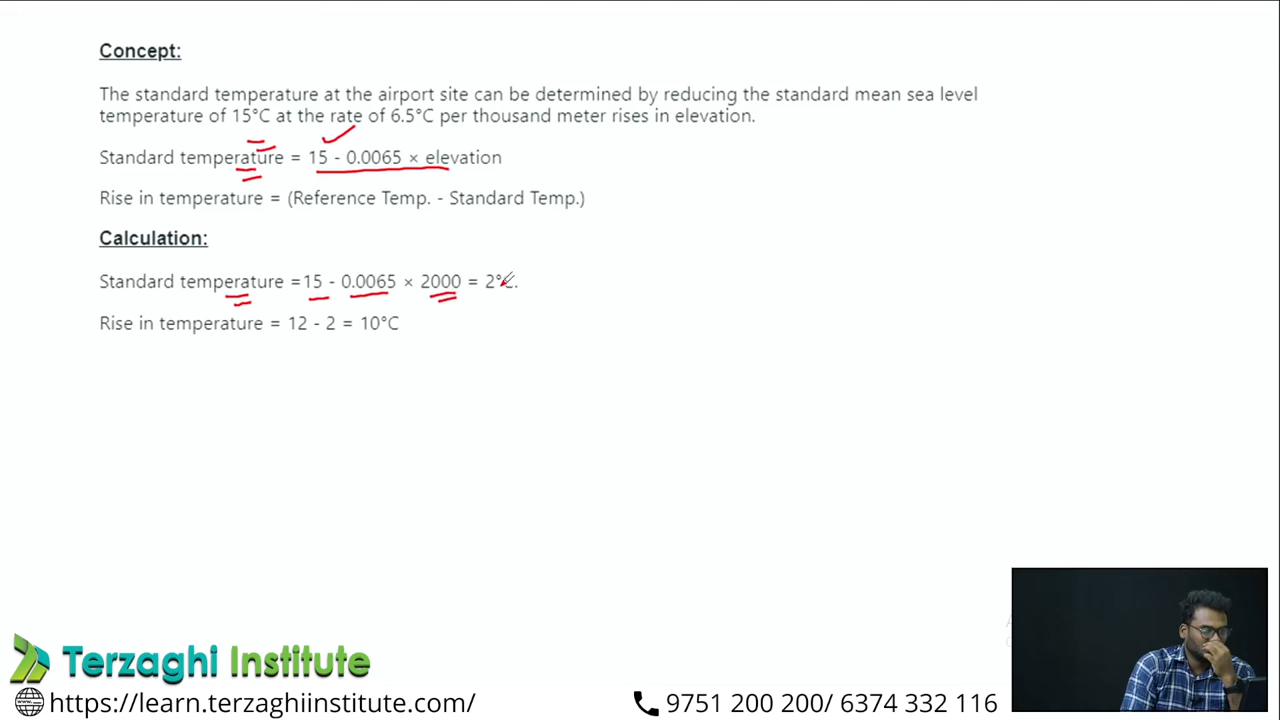 Concept:
The standard temperature at the airport site can be determined by reducing the standard mean sea level
temperature of 15°C at the rate of 6.5°C per thousand meter rises in elevation.
Standard temperature = 15 - 0.0065 × elevation
Rise in temperature = (Reference Temp. - Standard Temp.)
Calculation:
Standard temperature =15 - 0.0065 × 2000 = 2°C.
Rise in temperature = 12 - 2 = 10°C
Terzaghi Institute
https://learn.terzaghiinstitute.com/
9751 200 200/ 6374 332 116